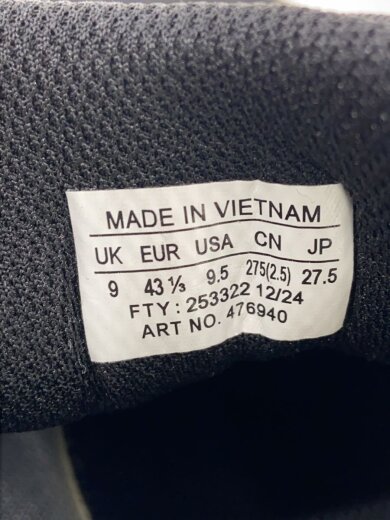 MADE IN VIETNAM
UK EUR USA CN JP
9 43 ⅓ 9.5 275(2.5) 27.5
FTY : 253322 12/24
ART NO. 476940